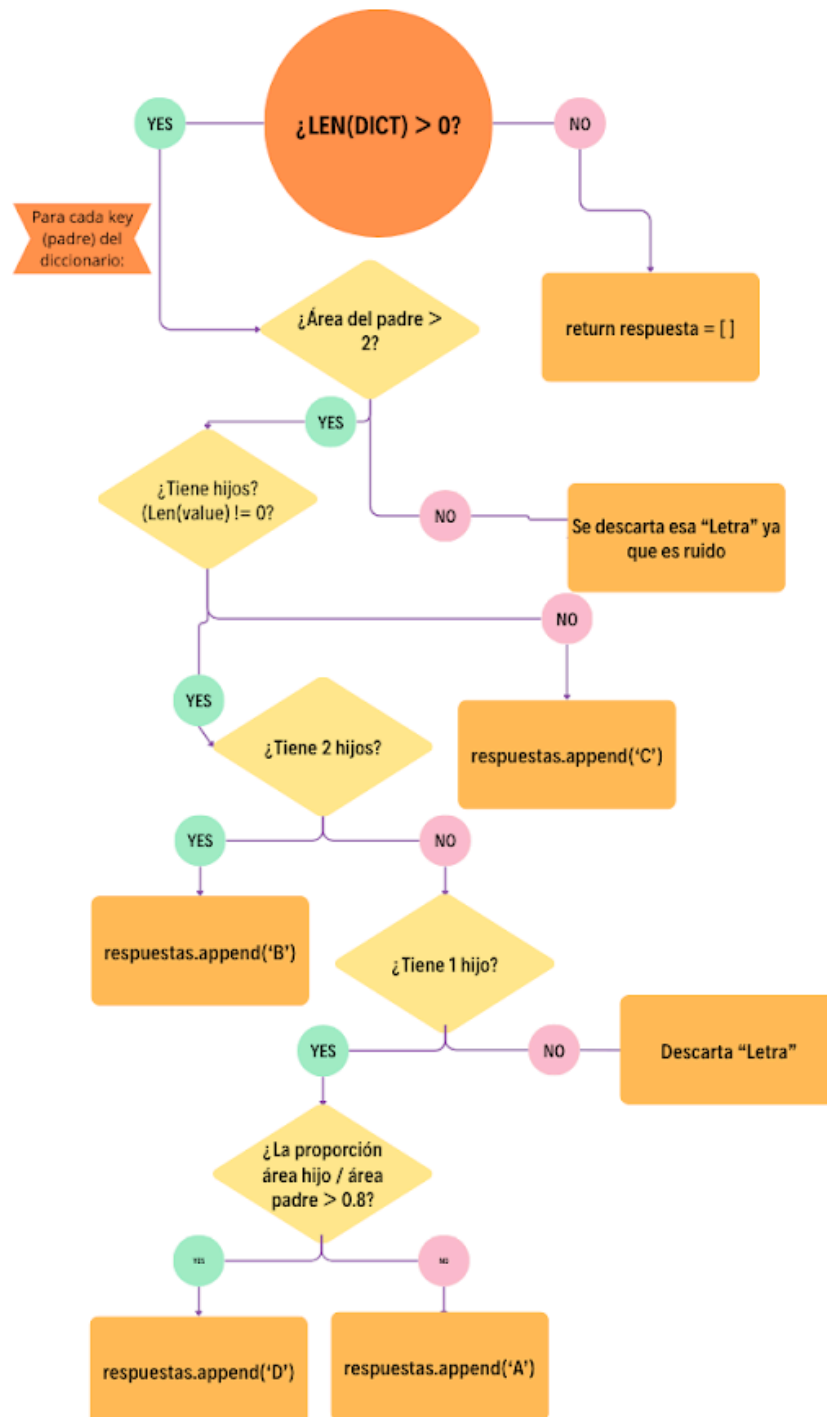 ¿LEN(DICT) > 0?
YES
NO
Para cada key
(padre) del
diccionario:
¿Área del padre >
2?
return respuesta = [ ]
YES
NO
¿Tiene hijos?
(Len(value) != 0?
Se descarta esa “Letra” ya
que es ruido
NO
YES
¿Tiene 2 hijos?
respuestas.append(‘C’)
YES
NO
respuestas.append(‘B’)
¿Tiene 1 hijo?
YES
NO
Descarta “Letra”
¿La proporción
área hijo / área
padre > 0.8?
YES
NO
respuestas.append(‘D’)
respuestas.append(‘A’)